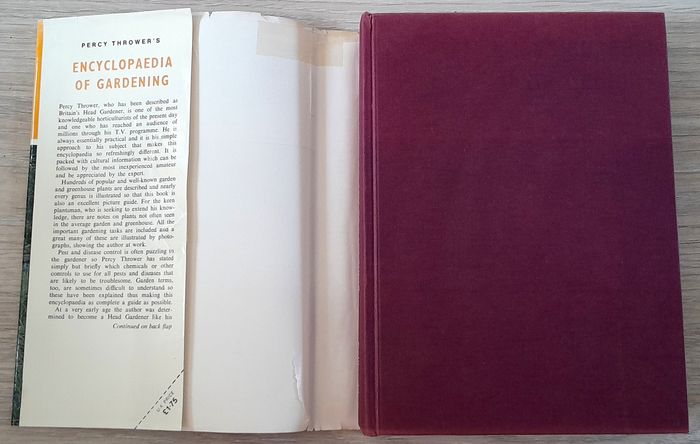 PERCY THROWER'S
ENCYCLOPAEDIA
OF GARDENING
Percy Thrower, who has been described as
Britain's Head Gardener, is one of the most
knowledgeable horticulturists of the present day
and one who has reached an audience of
millions through his T.V. programme. He is
always essentially practical and it is his simple
approach to his subject that makes this
encyclopaedia so refreshingly different. It is
packed with cultural information which can be
followed by the most inexperienced amateur
and be appreciated by the expert.
Hundreds of popular and well-known garden
and greenhouse plants are described and nearly
every genus is illustrated so that this book is
also an excellent picture guide. For the keen
plantsman, who is seeking to extend his know-
ledge, there are notes on plants not often seen
in the average garden and greenhouse. All the
important gardening tasks are included and a
great many of these are illustrated by photo-
graphs, showing the author at work.
Pest and disease control is often puzzling to
the gardener so Percy Thrower has stated
simply but briefly which chemicals or other
controls to use for all pests and diseases that
are likely to be troublesome. Garden terms,
too, are sometimes difficult to understand so
these have been explained thus making this
encyclopaedia as complete a guide as possible.
At a very early age the author was deter-
mined to become a Head Gardener like his
Continued on back flap
U.K. PRICE
£1·75